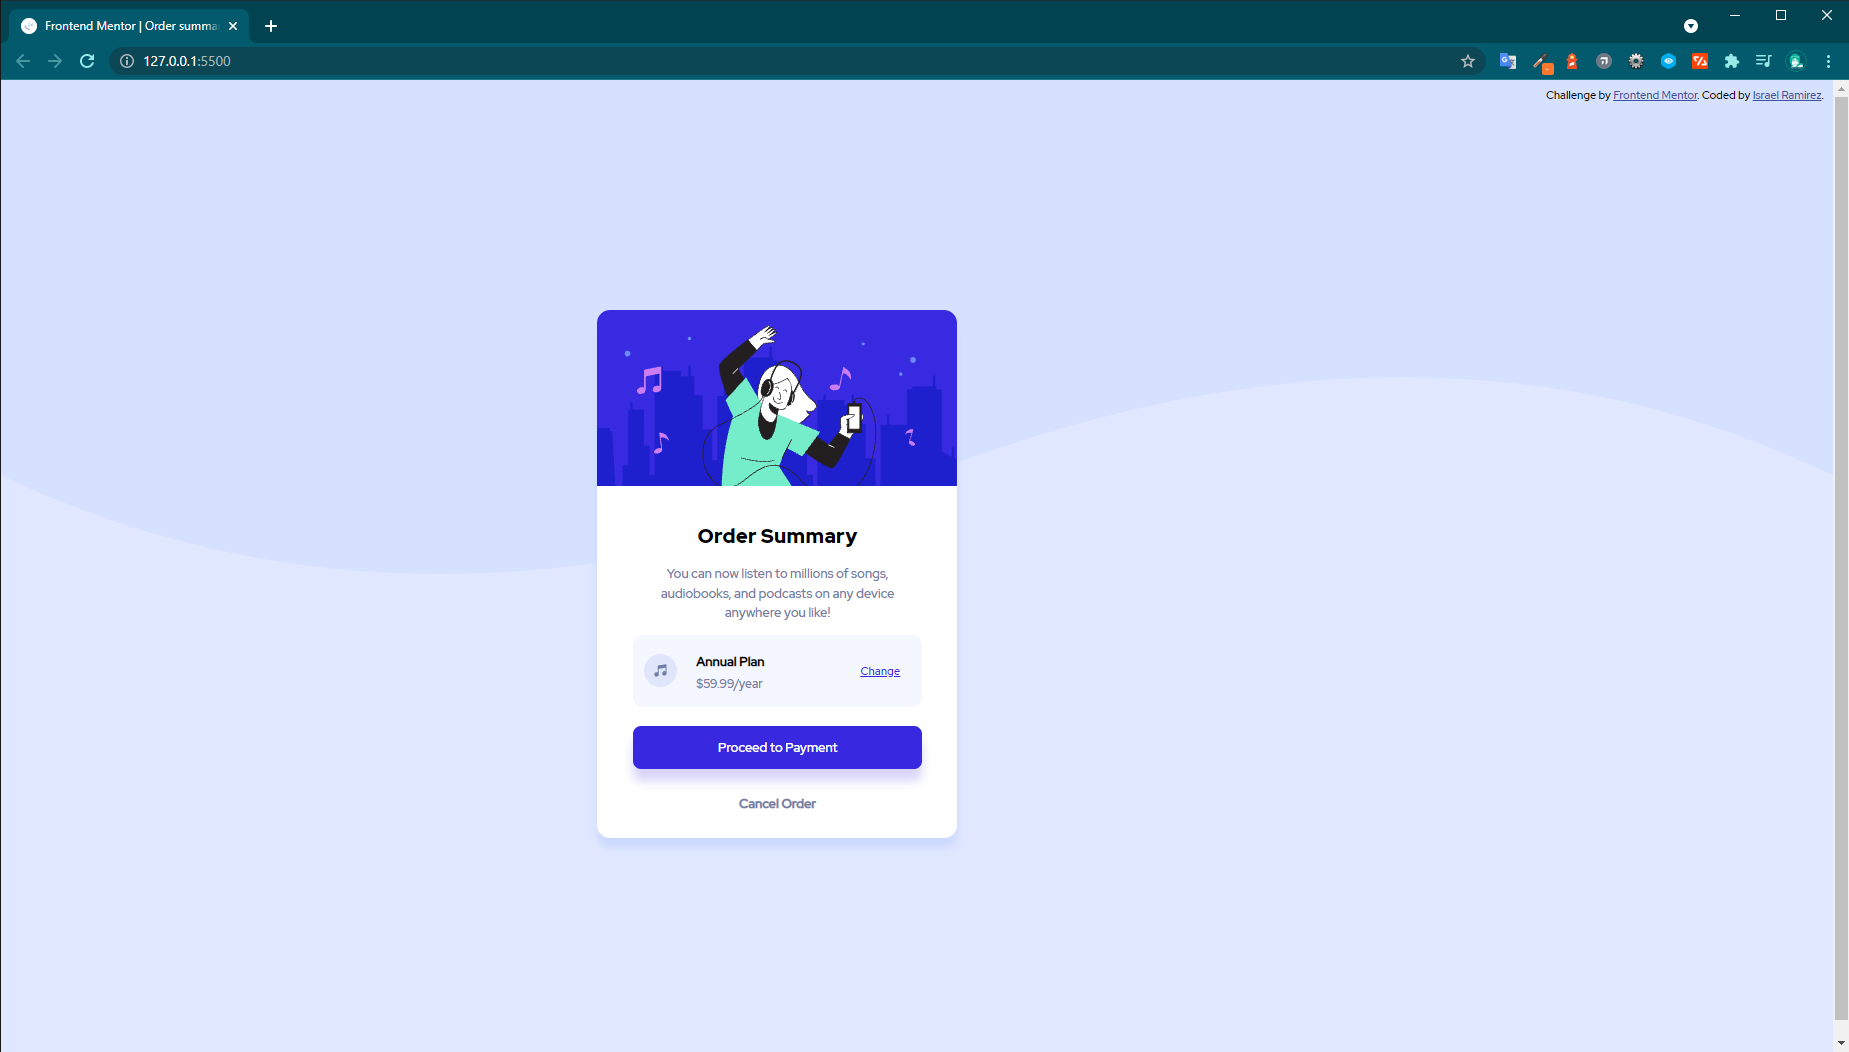 Frontend Mentor | Order summa
127.0.0.1:5500
Challenge by Frontend Mentor. Coded by Israel Ramirez.
Order Summary
You can now listen to millions of songs,
audiobooks, and podcasts on any device
anywhere you like!
Annual Plan
$59.99/year
Change
Proceed to Payment
Cancel Order